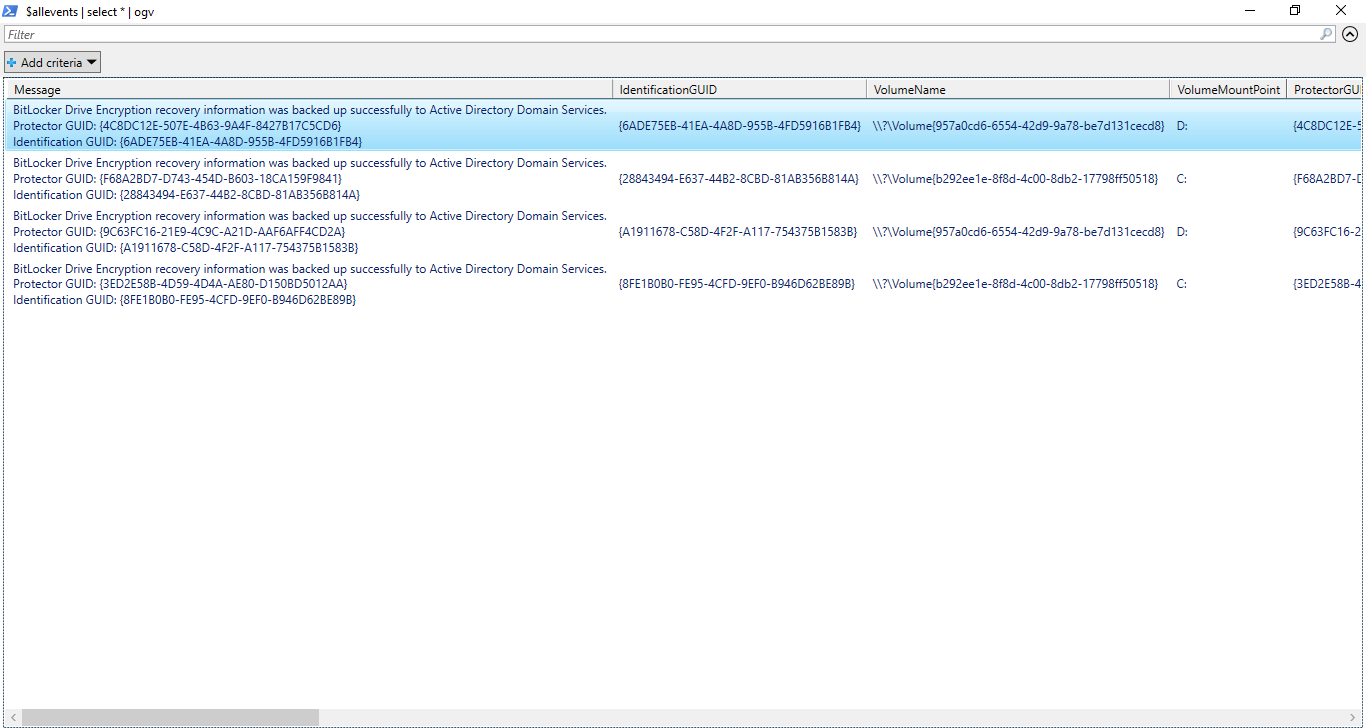 $allevents | select * | ogv
Filter
Add criteria
Message IdentificationGUID VolumeName VolumeMountPoint ProtectorGUI
BitLocker Drive Encryption recovery information was backed up successfully to Active Directory Domain Services.
Protector GUID: {4C8DC12E-507E-4B63-9A4F-8427B17C5CD6} {6ADE75EB-41EA-4A8D-955B-4FD5916B1FB4} \\?\Volume{957a0cd6-6554-42d9-9a78-be7d131cecd8} D: {4C8DC12E-5
Identification GUID: {6ADE75EB-41EA-4A8D-955B-4FD5916B1FB4}
BitLocker Drive Encryption recovery information was backed up successfully to Active Directory Domain Services.
Protector GUID: {F68A2BD7-D743-454D-B603-18CA159F9841} {28843494-E637-44B2-8CBD-81AB356B814A} \\?\Volume{b292ee1e-8f8d-4c00-8db2-17798ff50518} C: {F68A2BD7-D
Identification GUID: {28843494-E637-44B2-8CBD-81AB356B814A}
BitLocker Drive Encryption recovery information was backed up successfully to Active Directory Domain Services.
Protector GUID: {9C63FC16-21E9-4C9C-A21D-AAF6AFF4CD2A} {A1911678-C58D-4F2F-A117-754375B1583B} \\?\Volume{957a0cd6-6554-42d9-9a78-be7d131cecd8} D: {9C63FC16-2
Identification GUID: {A1911678-C58D-4F2F-A117-754375B1583B}
BitLocker Drive Encryption recovery information was backed up successfully to Active Directory Domain Services.
Protector GUID: {3ED2E58B-4D59-4D4A-AE80-D150BD5012AA} {8FE1B0B0-FE95-4CFD-9EF0-B946D62BE89B} \\?\Volume{b292ee1e-8f8d-4c00-8db2-17798ff50518} C: {3ED2E58B-4
Identification GUID: {8FE1B0B0-FE95-4CFD-9EF0-B946D62BE89B}